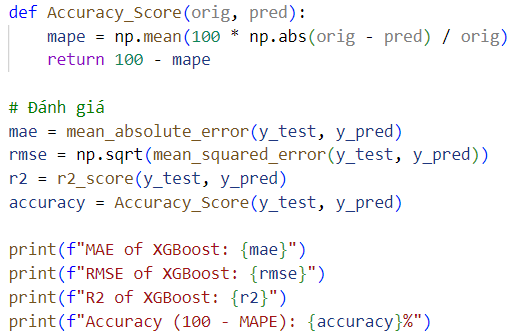 def Accuracy_Score(orig, pred):
    mape = np.mean(100 * np.abs(orig - pred) / orig)
    return 100 - mape

# Đánh giá
mae = mean_absolute_error(y_test, y_pred)
rmse = np.sqrt(mean_squared_error(y_test, y_pred))
r2 = r2_score(y_test, y_pred)
accuracy = Accuracy_Score(y_test, y_pred)

print(f"MAE of XGBoost: {mae}")
print(f"RMSE of XGBoost: {rmse}")
print(f"R2 of XGBoost: {r2}")
print(f"Accuracy (100 - MAPE): {accuracy}%")